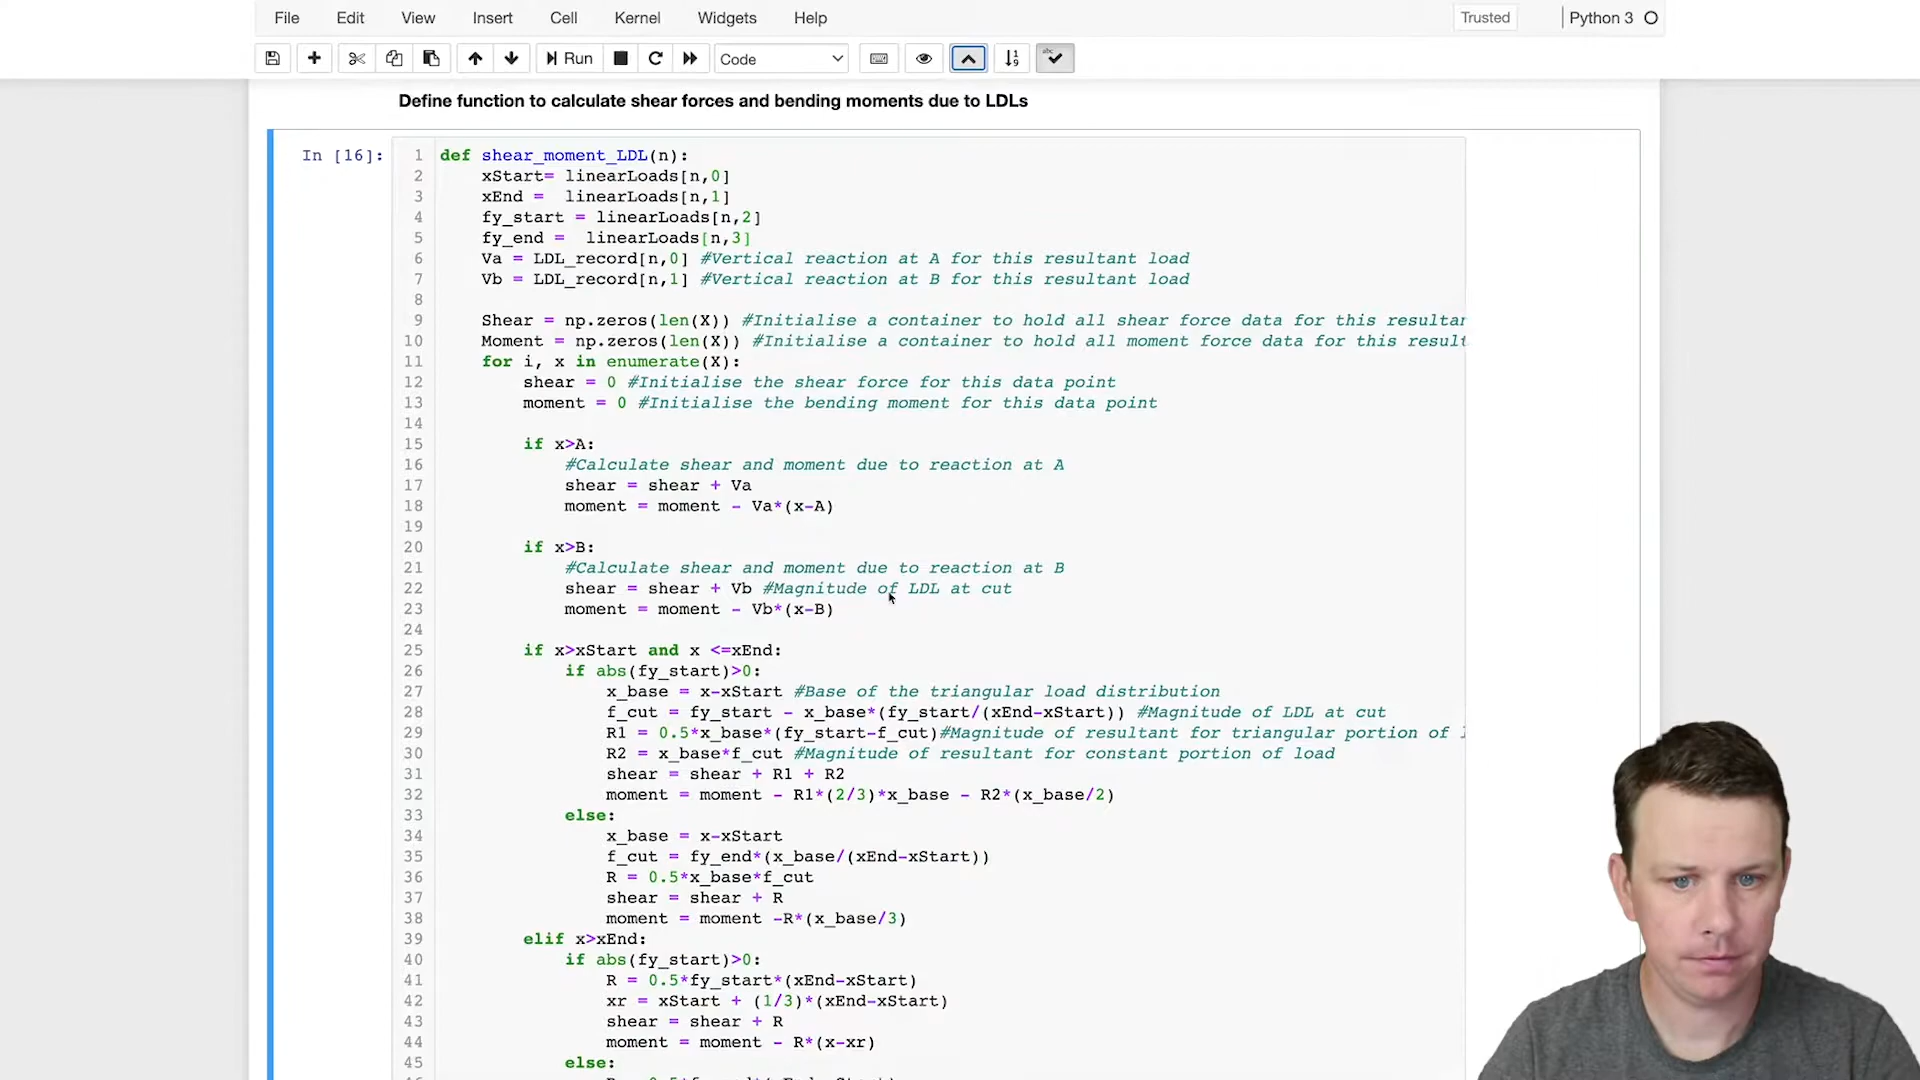 File Edit View Insert Cell Kernel Widgets Help Trusted Python 3
Run Code
Define function to calculate shear forces and bending moments due to LDLs
In [16]:
1 def shear_moment_LDL(n):
2 xStart= linearLoads[n,0]
3 xEnd = linearLoads[n,1]
4 fy_start = linearLoads[n,2]
5 fy_end = linearLoads[n,3]
6 Va = LDL_record[n,0] #Vertical reaction at A for this resultant load
7 Vb = LDL_record[n,1] #Vertical reaction at B for this resultant load
8
9 Shear = np.zeros(len(X)) #Initialise a container to hold all shear force data for this
10 Moment = np.zeros(len(X)) #Initialise a container to hold all moment force data for this
11 for i, x in enumerate(X):
12 shear = 0 #Initialise the shear force for this data point
13 moment = 0 #Initialise the bending moment for this data point
14
15 if x>A:
16 #Calculate shear and moment due to reaction at A
17 shear = shear + Va
18 moment = moment - Va*(x-A)
19
20 if x>B:
21 #Calculate shear and moment due to reaction at B
22 shear = shear + Vb #Magnitude of LDL at cut
23 moment = moment - Vb*(x-B)
24
25 if x>xStart and x <=xEnd:
26 if abs(fy_start)>0:
27 x_base = x-xStart #Base of the triangular load distribution
28 f_cut = fy_start - x_base*(fy_start/(xEnd-xStart)) #Magnitude of LDL at cut
29 R1 = 0.5*x_base*(fy_start-f_cut)#Magnitude of resultant for triangular portion of
30 R2 = x_base*f_cut #Magnitude of resultant for constant portion of load
31 shear = shear + R1 + R2
32 moment = moment - R1*(2/3)*x_base - R2*(x_base/2)
33 else:
34 x_base = x-xStart
35 f_cut = fy_end*(x_base/(xEnd-xStart))
36 R = 0.5*x_base*f_cut
37 shear = shear + R
38 moment = moment -R*(x_base/3)
39 elif x>xEnd:
40 if abs(fy_start)>0:
41 R = 0.5*fy_start*(xEnd-xStart)
42 xr = xStart + (1/3)*(xEnd-xStart)
43 shear = shear + R
44 moment = moment - R*(x-xr)
45 else: